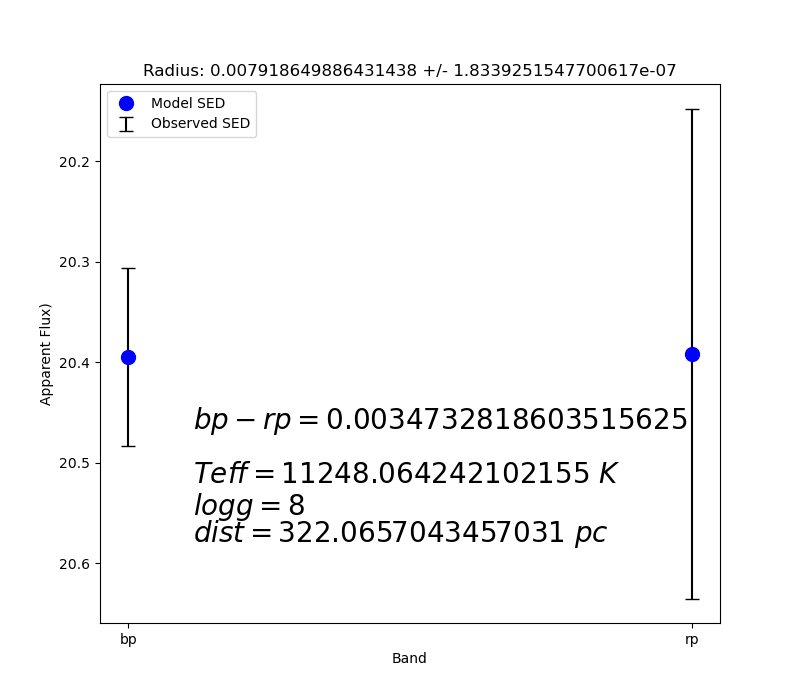 Radius: 0.007918649886431438 +/- 1.8339251547700617e-07
Model SED
Observed SED
20.2
20.3
20.4
20.5
20.6
Apparent Flux)
bp − rp = 0.0034732818603515625
Teff = 11248.064242102155 K
logg = 8
dist = 322.0657043457031 pc
bp
rp
Band